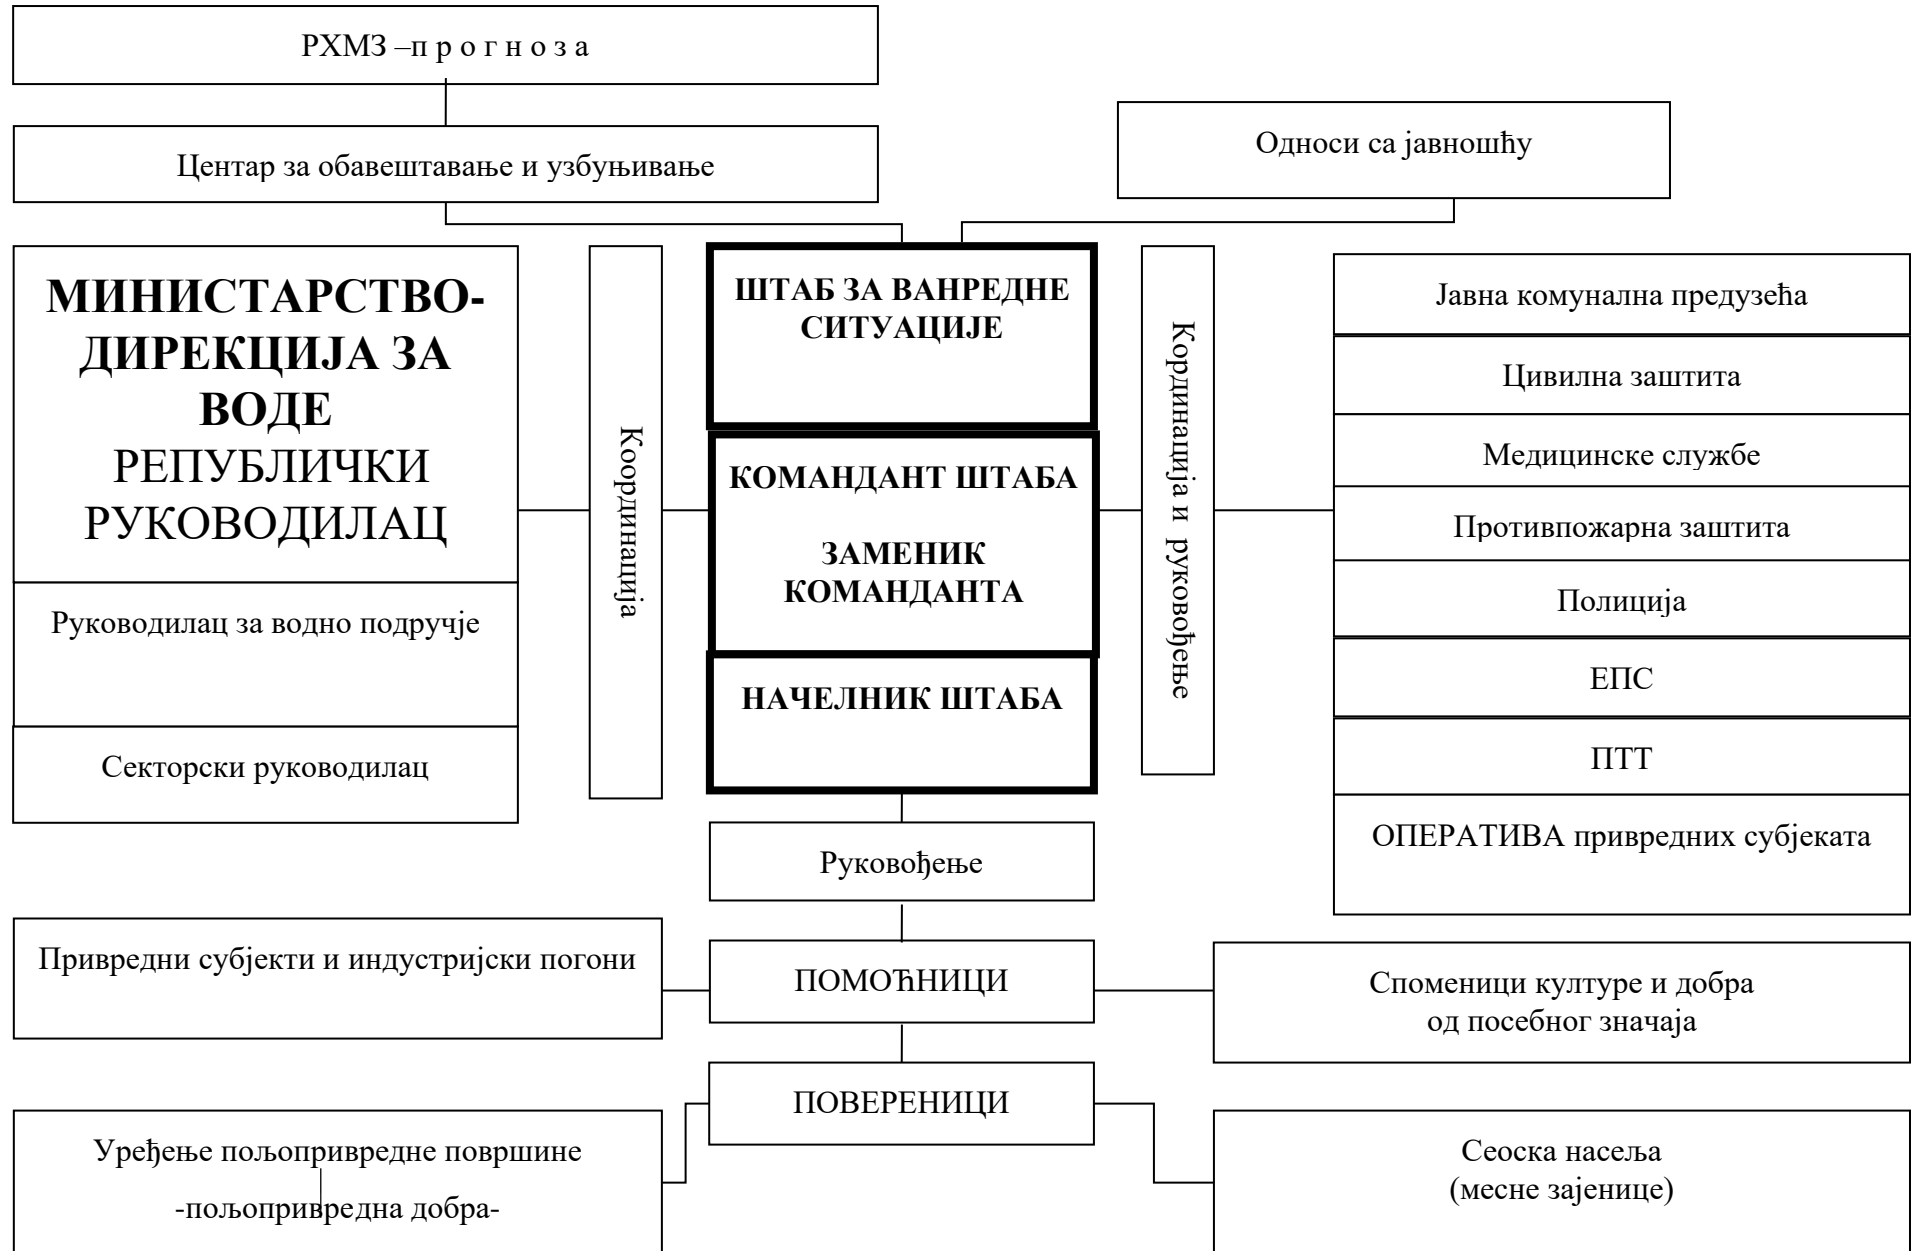 РХМЗ –п р о г н о з а
Центар за обавештавање и узбуњивање
Односи са јавношћу
МИНИСТАРСТВО-
ДИРЕКЦИЈА ЗА
ВОДЕ
РЕПУБЛИЧКИ
РУКОВОДИЛАЦ
Руководилац за водно подручје
Секторски руководилац
Координација
ШТАБ ЗА ВАНРЕДНЕ
СИТУАЦИЈЕ
КОМАНДАНТ ШТАБА
ЗАМЕНИК
КОМАНДАНТА
НАЧЕЛНИК ШТАБА
Кординација и руковођење
Јавна комунална предузећа
Цивилна заштита
Медицинске службе
Противпожарна заштита
Полиција
ЕПС
ПТТ
ОПЕРАТИВА привредних субјеката
Руковођење
Привредни субјекти и индустријски погони
ПОМОЋНИЦИ
Споменици културе и добра
од посебног значаја
ПОВЕРЕНИЦИ
Уређење пољопривредне површине
-пољопривредна добра-
Сеоска насеља
(месне зајенице)